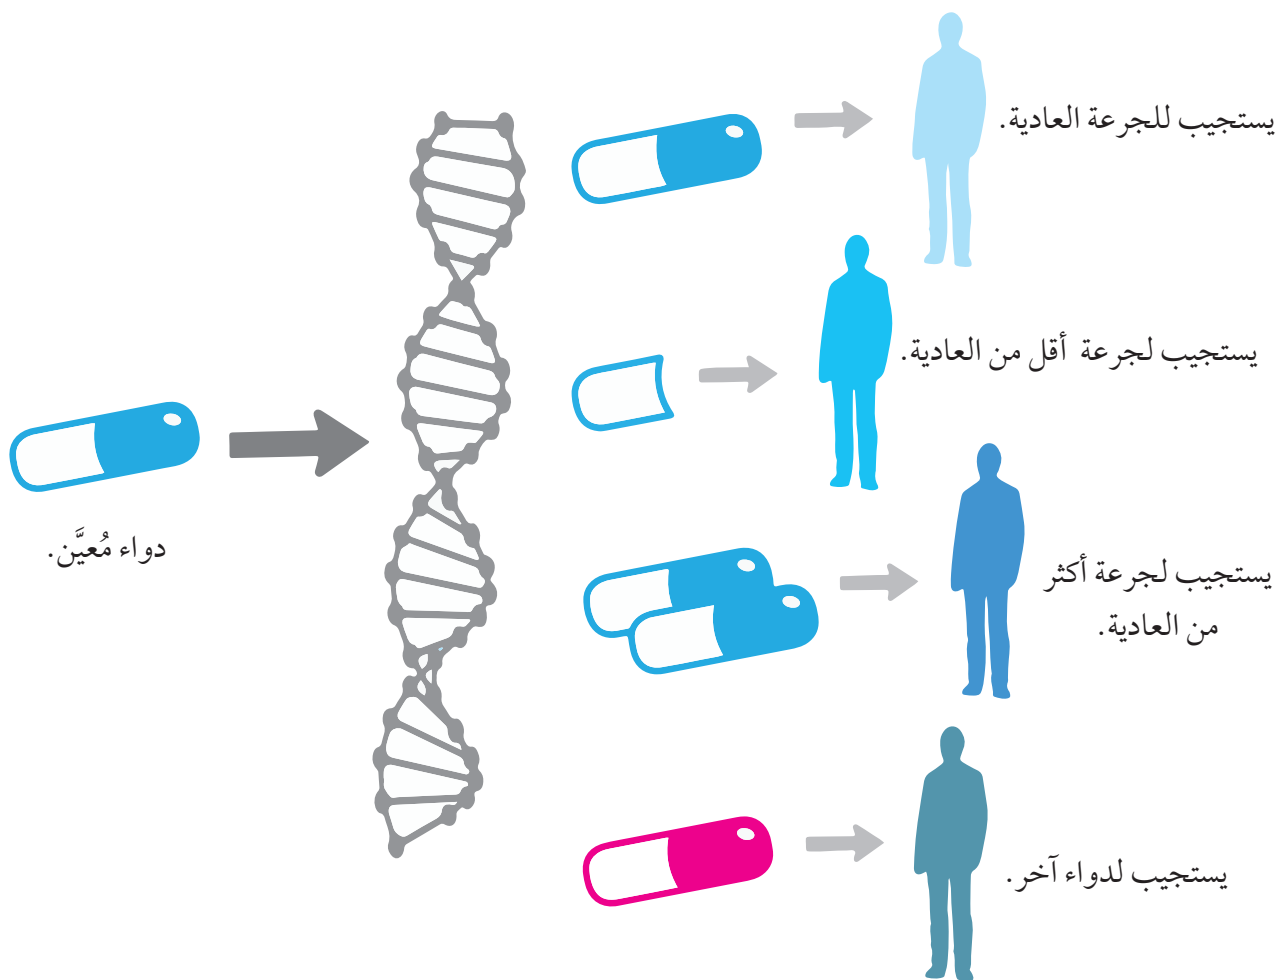 يستجيب للجرعة العادية.
يستجيب لجرعة أقل من العادية.
دواء مُعيَّن.
يستجيب لجرعة أكثر
من العادية.
يستجيب لدواء آخر.